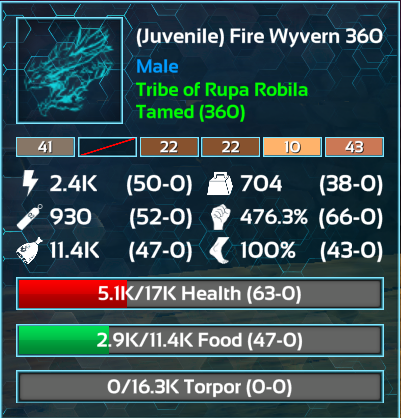 (Juvenile) Fire Wyvern 360
Male
Tribe of Rupa Robila
Tamed (360)
41 22 22 10 43
2.4K (50-0) 704 (38-0)
930 (52-0) 476.3% (66-0)
11.4K (47-0) 100% (43-0)
5.1K/17K Health (63-0)
2.9K/11.4K Food (47-0)
0/16.3K Torpor (0-0)